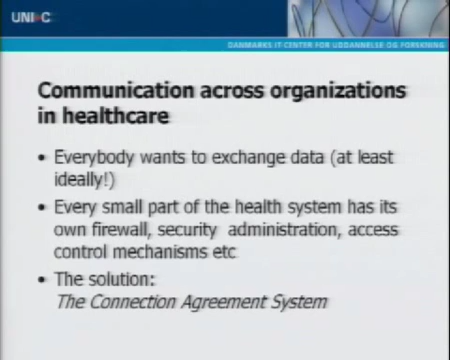 UNI•C
DANMARKS IT-CENTER FOR UDDANNELSE OG FORSKNING
Communication across organizations
in healthcare
• Everybody wants to exchange data (at least
ideally!)
• Every small part of the health system has its
own firewall, security administration, access
control mechanisms etc
• The solution:
The Connection Agreement System